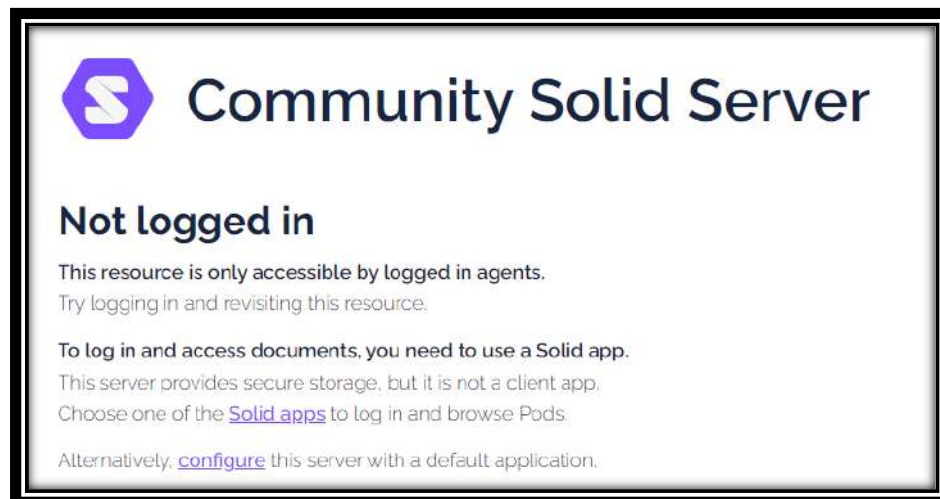 Community Solid Server
Not logged in
This resource is only accessible by logged in agents.
Try logging in and revisiting this resource.
To log in and access documents, you need to use a Solid app.
This server provides secure storage, but it is not a client app.
Choose one of the Solid apps to log in and browse Pods.
Alternatively, configure this server with a default application.